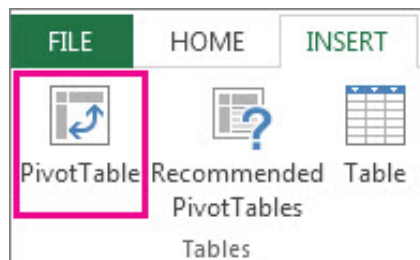 FILE HOME INSERT
PivotTable Recommended Table
PivotTables
Tables